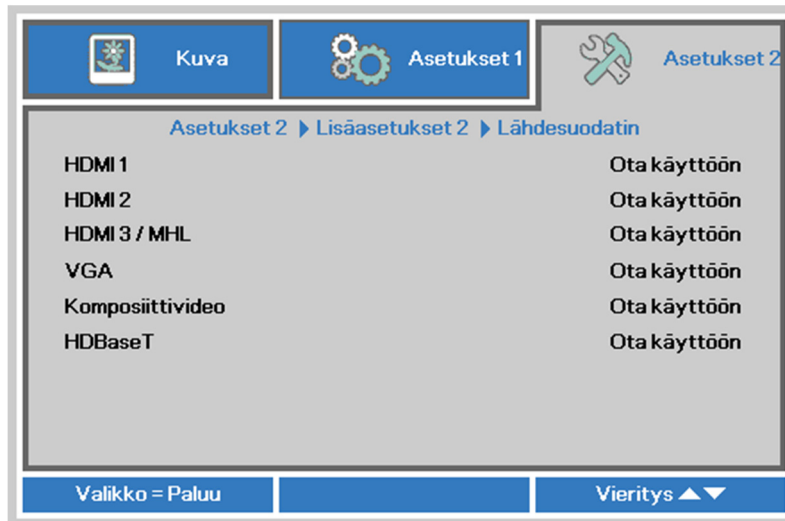 Kuva Asetukset 1 Asetukset 2
Asetukset 2 ▶ Lisäasetukset 2 ▶ Lähdesuodatin
HDMI 1 Ota käyttöön
HDMI 2 Ota käyttöön
HDMI 3 / MHL Ota käyttöön
VGA Ota käyttöön
Komposiittivideo Ota käyttöön
HDBaseT Ota käyttöön
Valikko = Paluu Vieritys ▲▼